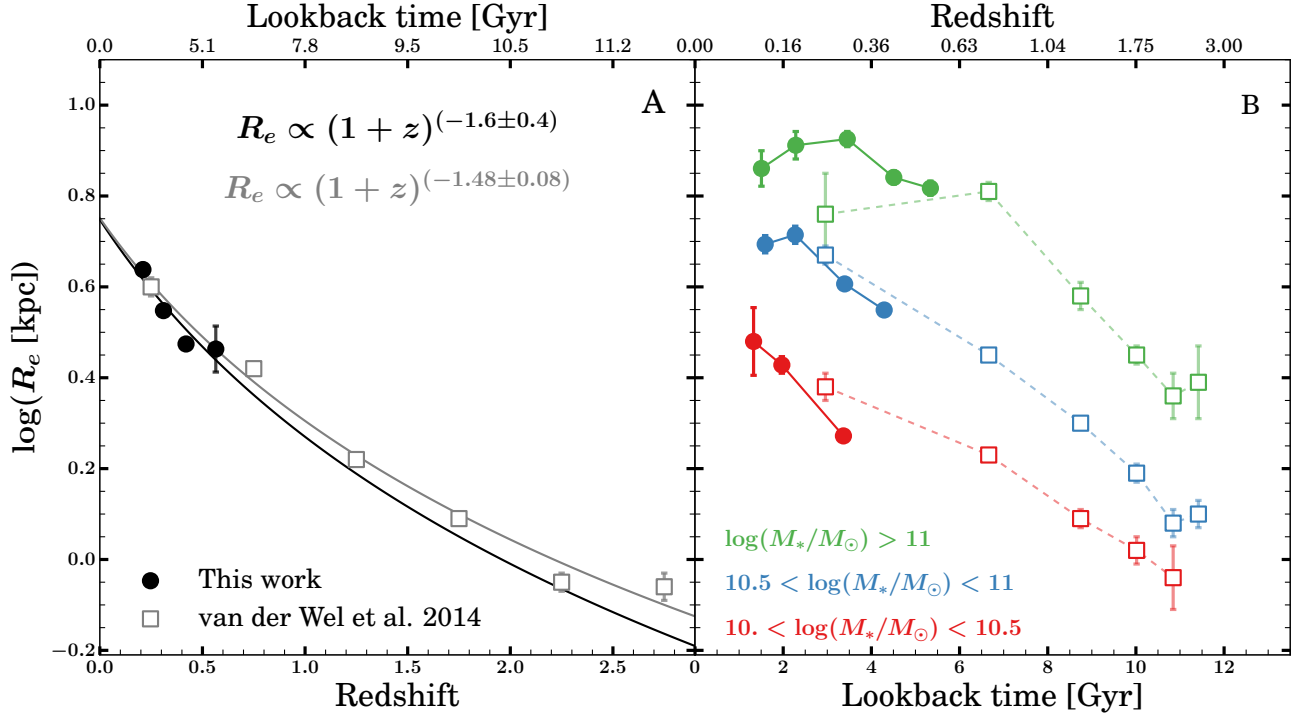 Lookback time [Gyr]
Redshift
0.0 5.1 7.8 9.5 10.5 11.2 0.00 0.16 0.36 0.63 1.04 1.75 3.00
A
B
R_e ∝ (1 + z)^(−1.6±0.4)
R_e ∝ (1 + z)^(−1.48±0.08)
log(R_e [kpc])
1.0
0.8
0.6
0.4
0.2
0.0
−0.2
This work
van der Wel et al. 2014
log(M_*/M_⊙) > 11
10.5 < log(M_*/M_⊙) < 11
10. < log(M_*/M_⊙) < 10.5
0.0 0.5 1.0 1.5 2.0 2.5 0 2 4 6 8 10 12
Redshift
Lookback time [Gyr]